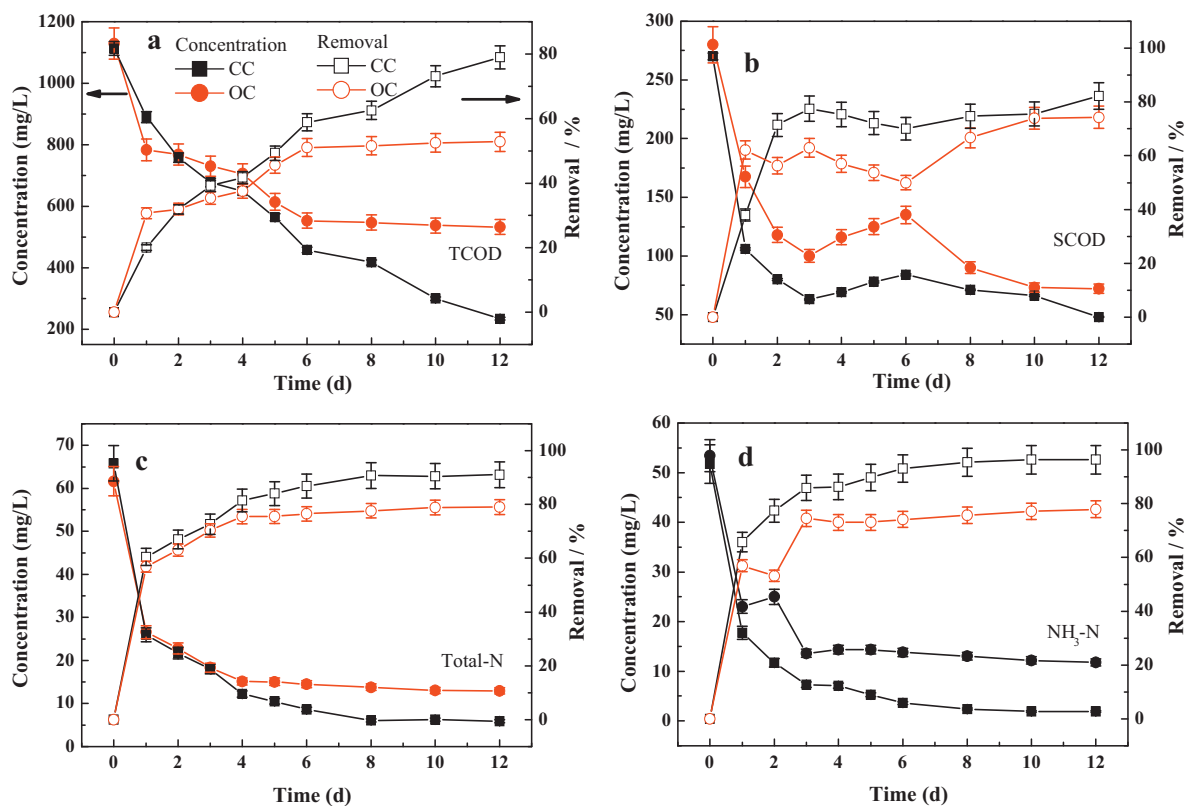 a
Concentration Removal
CC CC
OC OC
TCOD
Concentration (mg/L)
1200
1100
1000
800
600
400
200
80
60
40
20
0
Removal / %
0 2 4 6 8 10 12
Time (d)
b
SCOD
Concentration (mg/L)
300
250
200
150
100
50
100
80
60
40
20
0
Removal / %
0 2 4 6 8 10 12
Time (d)
c
Total-N
Concentration (mg/L)
70
60
50
40
30
20
15
10
5
0
100
80
60
40
20
0
Removal / %
0 2 4 6 8 10 12
Time (d)
d
NH3-N
Concentration (mg/L)
60
50
40
30
20
10
0
100
80
60
40
20
0
Removal / %
0 2 4 6 8 10 12
Time (d)